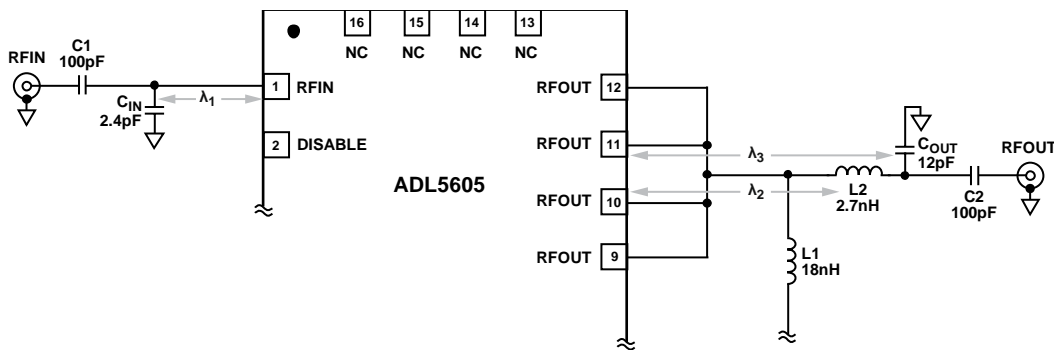 16
15
14
13
NC
NC
NC
NC
RFIN
C1
100pF
CIN
2.4pF
λ1
1
RFIN
2
DISABLE
ADL5605
RFOUT
12
RFOUT
11
RFOUT
10
RFOUT
9
λ3
λ2
COUT
12pF
RFOUT
L2
2.7nH
C2
100pF
L1
18nH